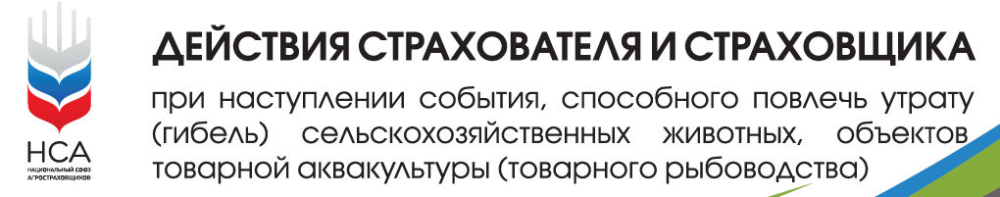 ДЕЙСТВИЯ СТРАХОВАТЕЛЯ И СТРАХОВЩИКА
при наступлении события, способного повлечь утрату
(гибель) сельскохозяйственных животных, объектов
товарной аквакультуры (товарного рыбоводства)
НСА
НАЦИОНАЛЬНЫЙ СОЮЗ
АГРОСТРАХОВЩИКОВ